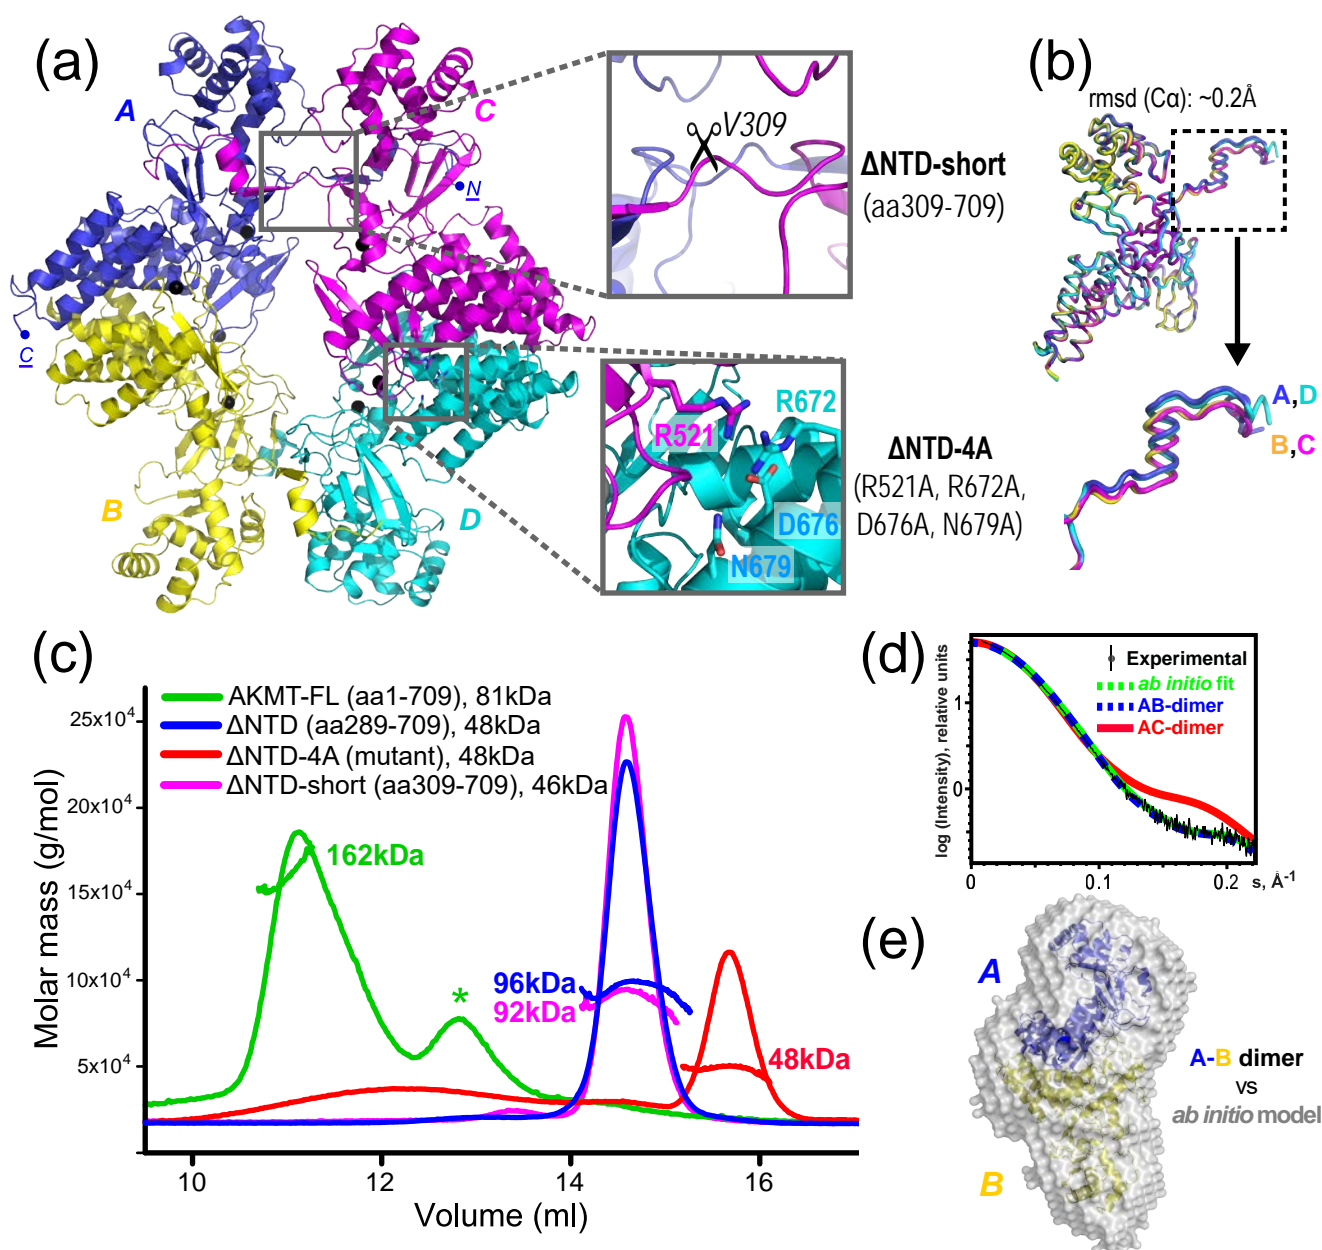 (a)
A
C
N
C
B
D
V309
ΔNTD-short
(aa309-709)
R672
R521
D676
N679
ΔNTD-4A
(R521A, R672A,
D676A, N679A)
(b)
rmsd (Cα): ~0.2Å
A,D
B,C
(c)
AKMT-FL (aa1-709), 81kDa
ΔNTD (aa289-709), 48kDa
ΔNTD-4A (mutant), 48kDa
ΔNTD-short (aa309-709), 46kDa
25x10⁴
20x10⁴
15x10⁴
10x10⁴
5x10⁴
Molar mass (g/mol)
162kDa
*
96kDa
92kDa
48kDa
10
12
14
16
Volume (ml)
(d)
log (Intensity), relative units
1
0
Experimental
ab initio fit
AB-dimer
AC-dimer
0.1
0.2
s, Å⁻¹
(e)
A
B
A-B dimer
vs
ab initio model